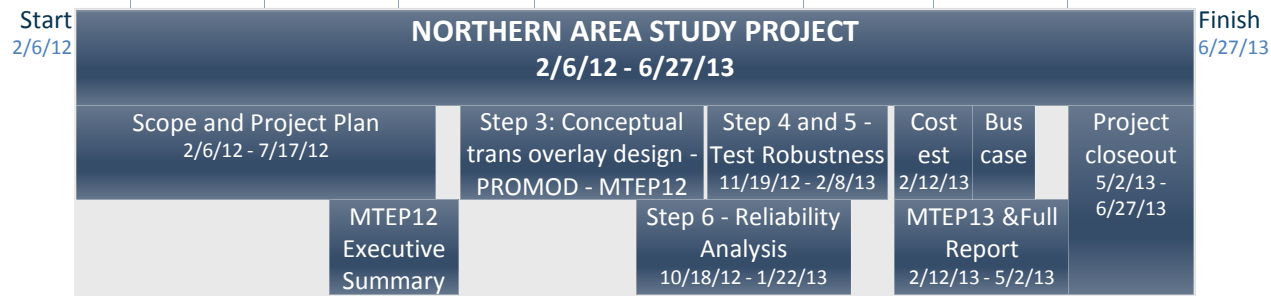 Start
2/6/12
NORTHERN AREA STUDY PROJECT
2/6/12 - 6/27/13
Finish
6/27/13
Scope and Project Plan
2/6/12 - 7/17/12
Step 3: Conceptual
trans overlay design -
PROMOD - MTEP12
Step 4 and 5 -
Test Robustness
11/19/12 - 2/8/13
Cost
est
2/12/13
Bus
case
Project
closeout
5/2/13 -
6/27/13
MTEP12
Executive
Summary
Step 6 - Reliability
Analysis
10/18/12 - 1/22/13
MTEP13 &Full
Report
2/12/13 - 5/2/13